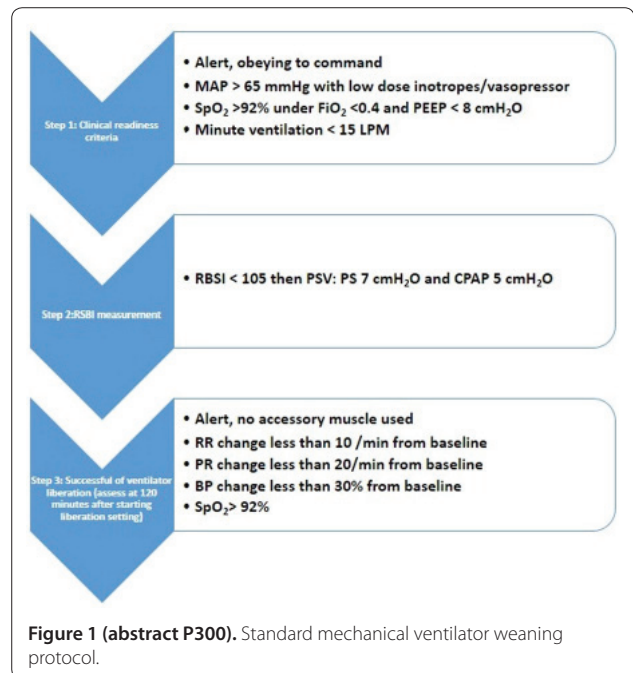 Step 1: Clinical readiness
criteria
• Alert, obeying to command
• MAP > 65 mmHg with low dose inotropes/vasopressor
• SpO₂ >92% under FiO₂ <0.4 and PEEP < 8 cmH₂O
• Minute ventilation < 15 LPM
Step 2:RSBI measurement
• RBSI < 105 then PSV: PS 7 cmH₂O and CPAP 5 cmH₂O
Step 3: Successful of ventilator
liberation (assess at 120
minutes after starting
liberation setting)
• Alert, no accessory muscle used
• RR change less than 10 /min from baseline
• PR change less than 20/min from baseline
• BP change less than 30% from baseline
• SpO₂> 92%
Figure 1 (abstract P300). Standard mechanical ventilator weaning
protocol.